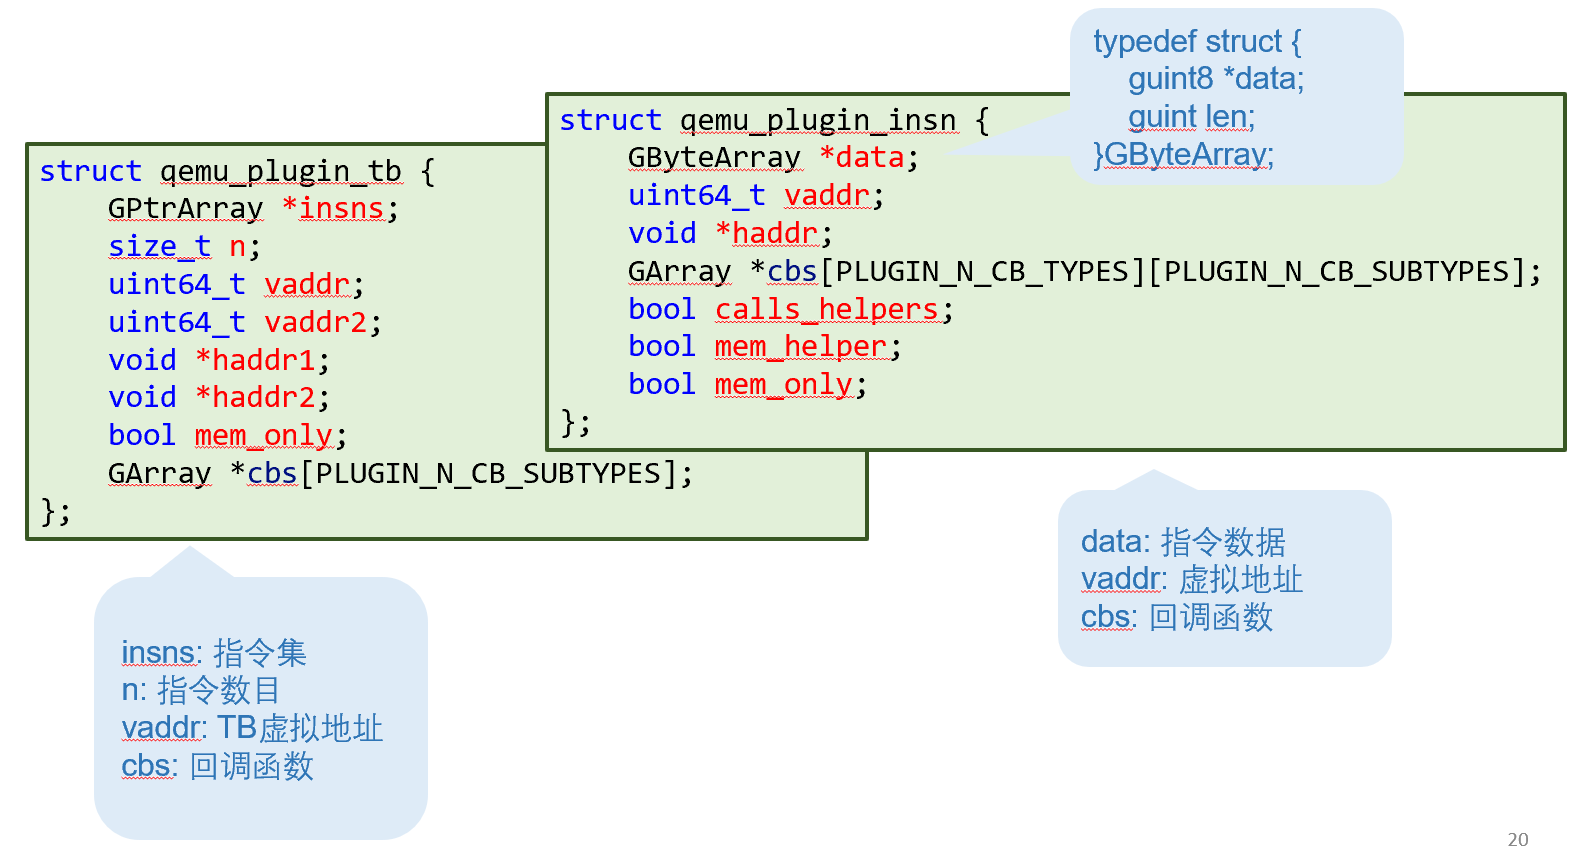 struct qemu_plugin_tb {
GPtrArray *insns;
size_t n;
uint64_t vaddr;
uint64_t vaddr2;
void *haddr1;
void *haddr2;
bool mem_only;
GArray *cbs[PLUGIN_N_CB_SUBTYPES];
};
struct qemu_plugin_insn {
GByteArray *data;
uint64_t vaddr;
void *haddr;
GArray *cbs[PLUGIN_N_CB_TYPES][PLUGIN_N_CB_SUBTYPES];
bool calls_helpers;
bool mem_helper;
bool mem_only;
};
typedef struct {
guint8 *data;
guint len;
}GByteArray;
insns: 指令集
n: 指令数目
vaddr: TB虚拟地址
cbs: 回调函数
data: 指令数据
vaddr: 虚拟地址
cbs: 回调函数
20